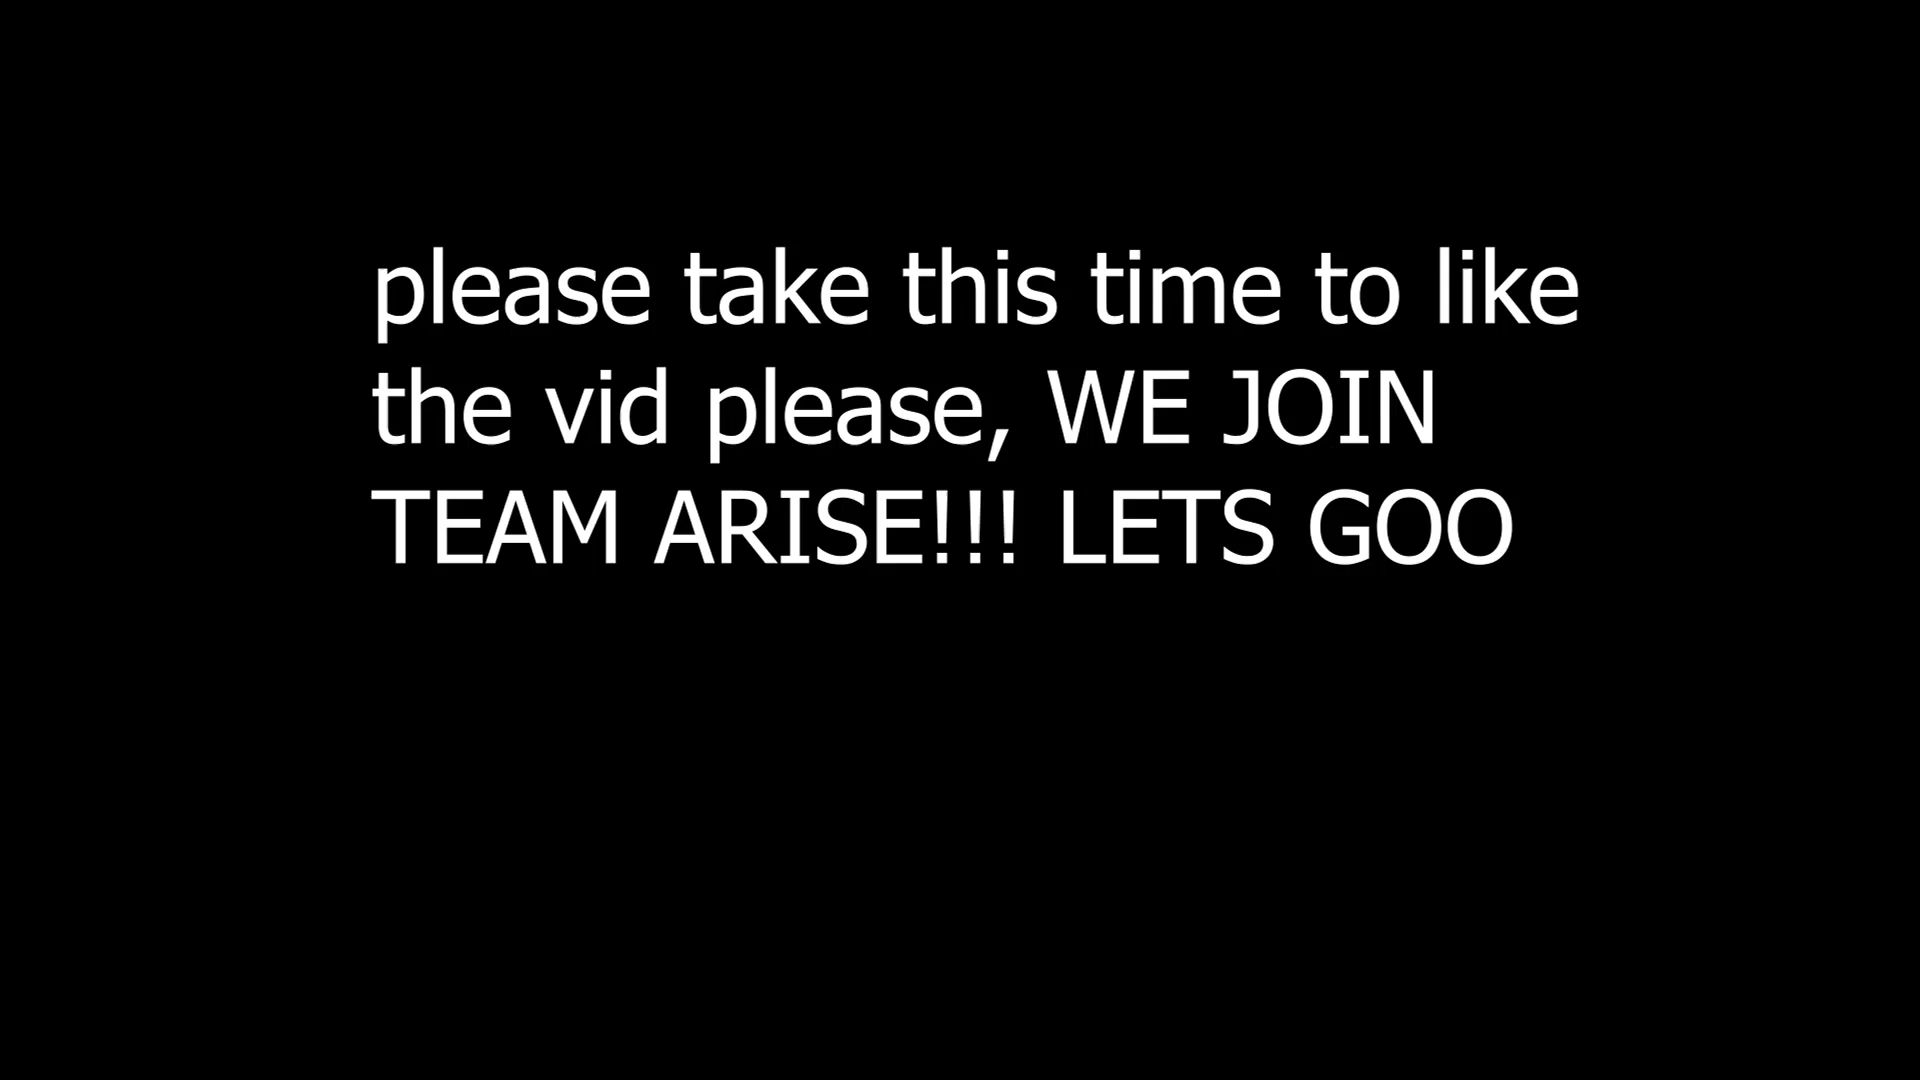 please take this time to like
the vid please, WE JOIN
TEAM ARISE!!! LETS GOO